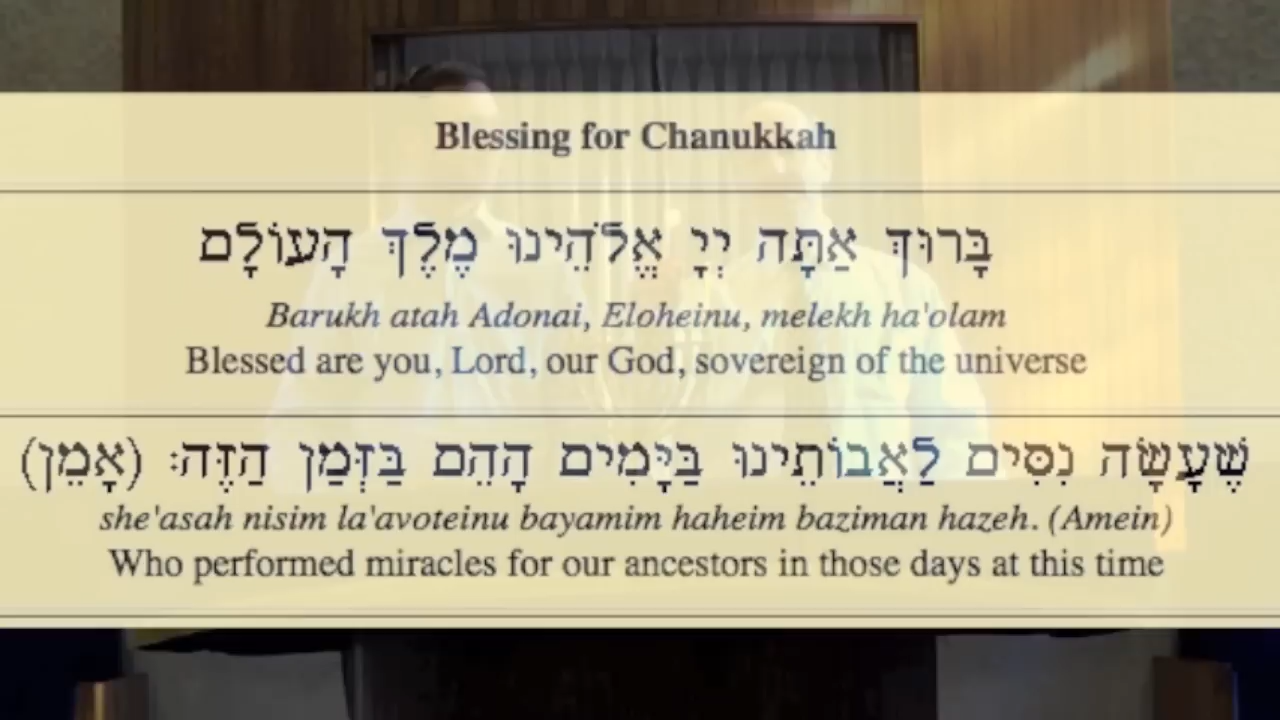 Blessing for Chanukkah
בָּרוּךְ אַתָּה יְיָ אֱלֹהֵינוּ מֶלֶךְ הָעוֹלָם
Barukh atah Adonai, Eloheinu, melekh ha'olam
Blessed are you, Lord, our God, sovereign of the universe
שֶׁעָשָׂה נִסִּים לַאֲבוֹתֵינוּ בַּיָּמִים הָהֵם בַּזְּמַן הַזֶּה׃ (אָמֵן)
she'asah nisim la'avoteinu bayamim haheim baziman hazeh. (Amein)
Who performed miracles for our ancestors in those days at this time